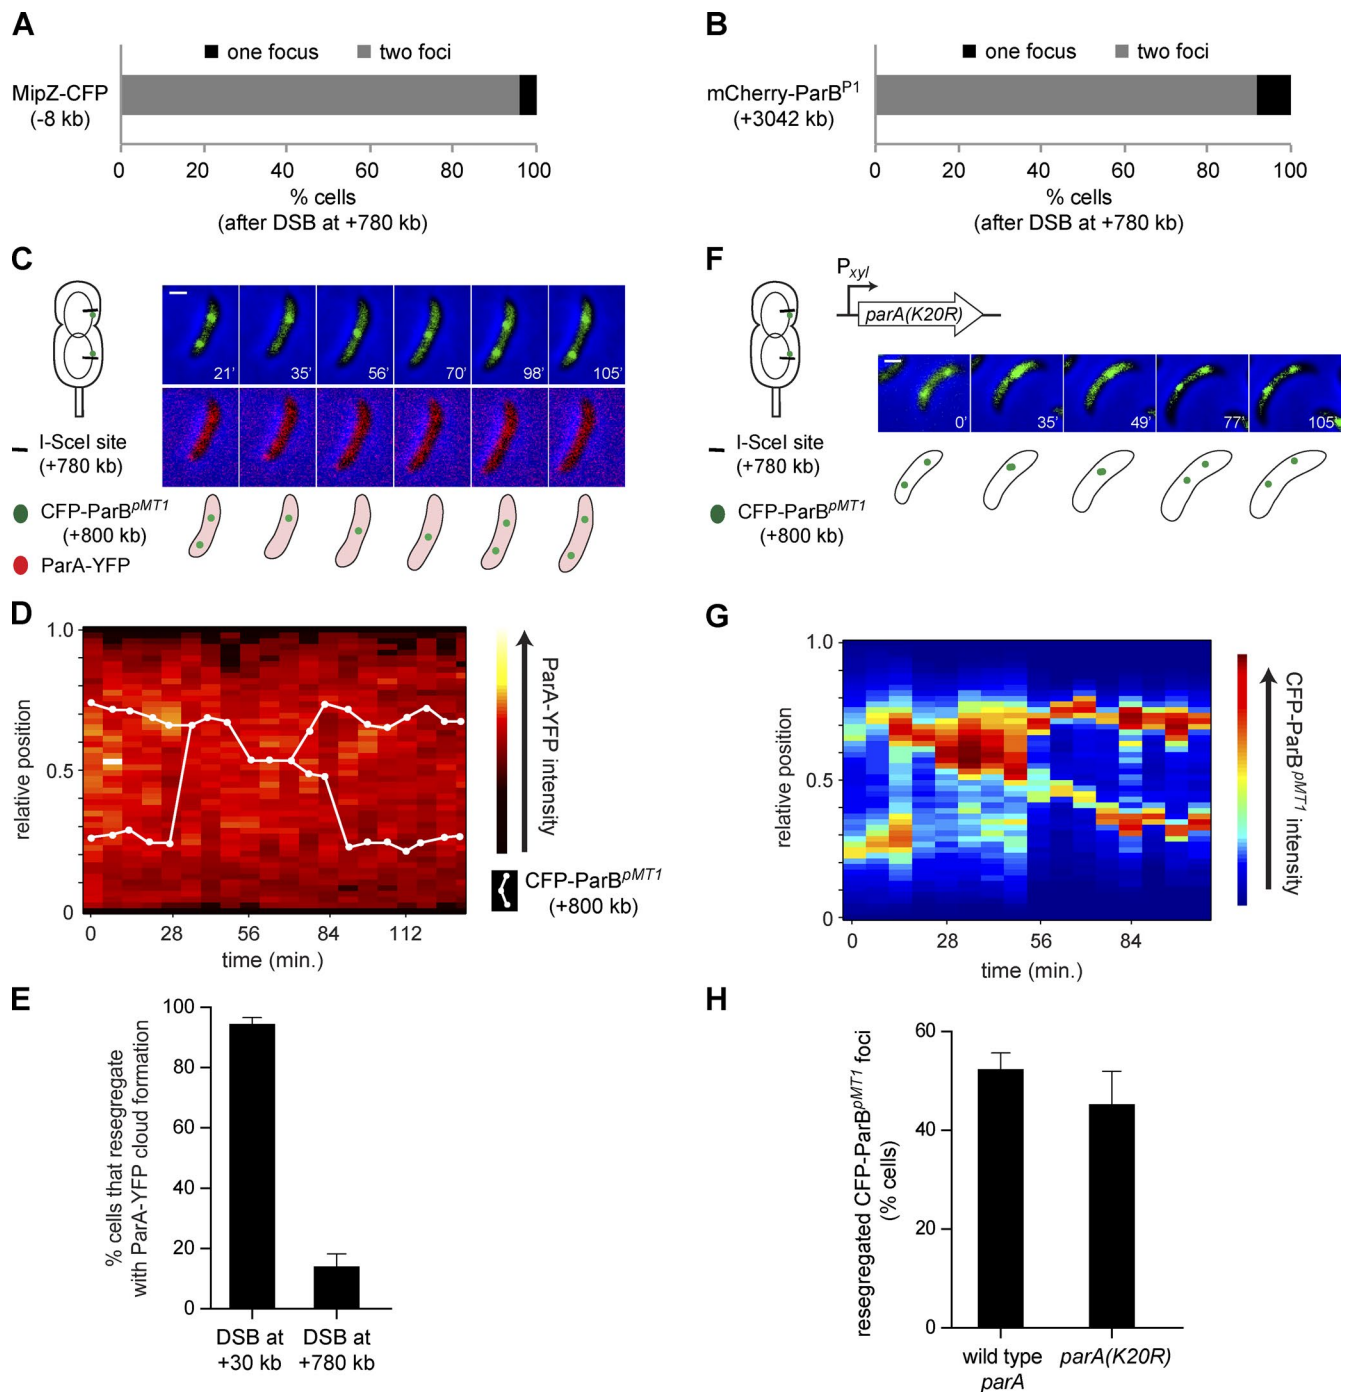 A
one focus two foci
MipZ-CFP
(-8 kb)
0 20 40 60 80 100
% cells
(after DSB at +780 kb)
B
one focus two foci
mCherry-ParB^P1
(+3042 kb)
0 20 40 60 80 100
% cells
(after DSB at +780 kb)
C
21' 35' 56' 70' 98' 105'
I-SceI site
(+780 kb)
CFP-ParB^pMT1
(+800 kb)
ParA-YFP
F
P_xyl
parA(K20R)
0' 35' 49' 77' 105'
I-SceI site
(+780 kb)
CFP-ParB^pMT1
(+800 kb)
D
1.0
0.5
0
relative position
0 28 56 84 112
time (min.)
ParA-YFP intensity
CFP-ParB^pMT1
(+800 kb)
G
1.0
0.5
0
relative position
0 28 56 84
time (min.)
CFP-ParB^pMT1 intensity
E
100
80
60
40
20
0
% cells that resegregate
with ParA-YFP cloud formation
DSB at DSB at
+30 kb +780 kb
H
60
40
20
0
resegregated CFP-ParB^pMT1 foci
(% cells)
wild type parA(K20R)
parA